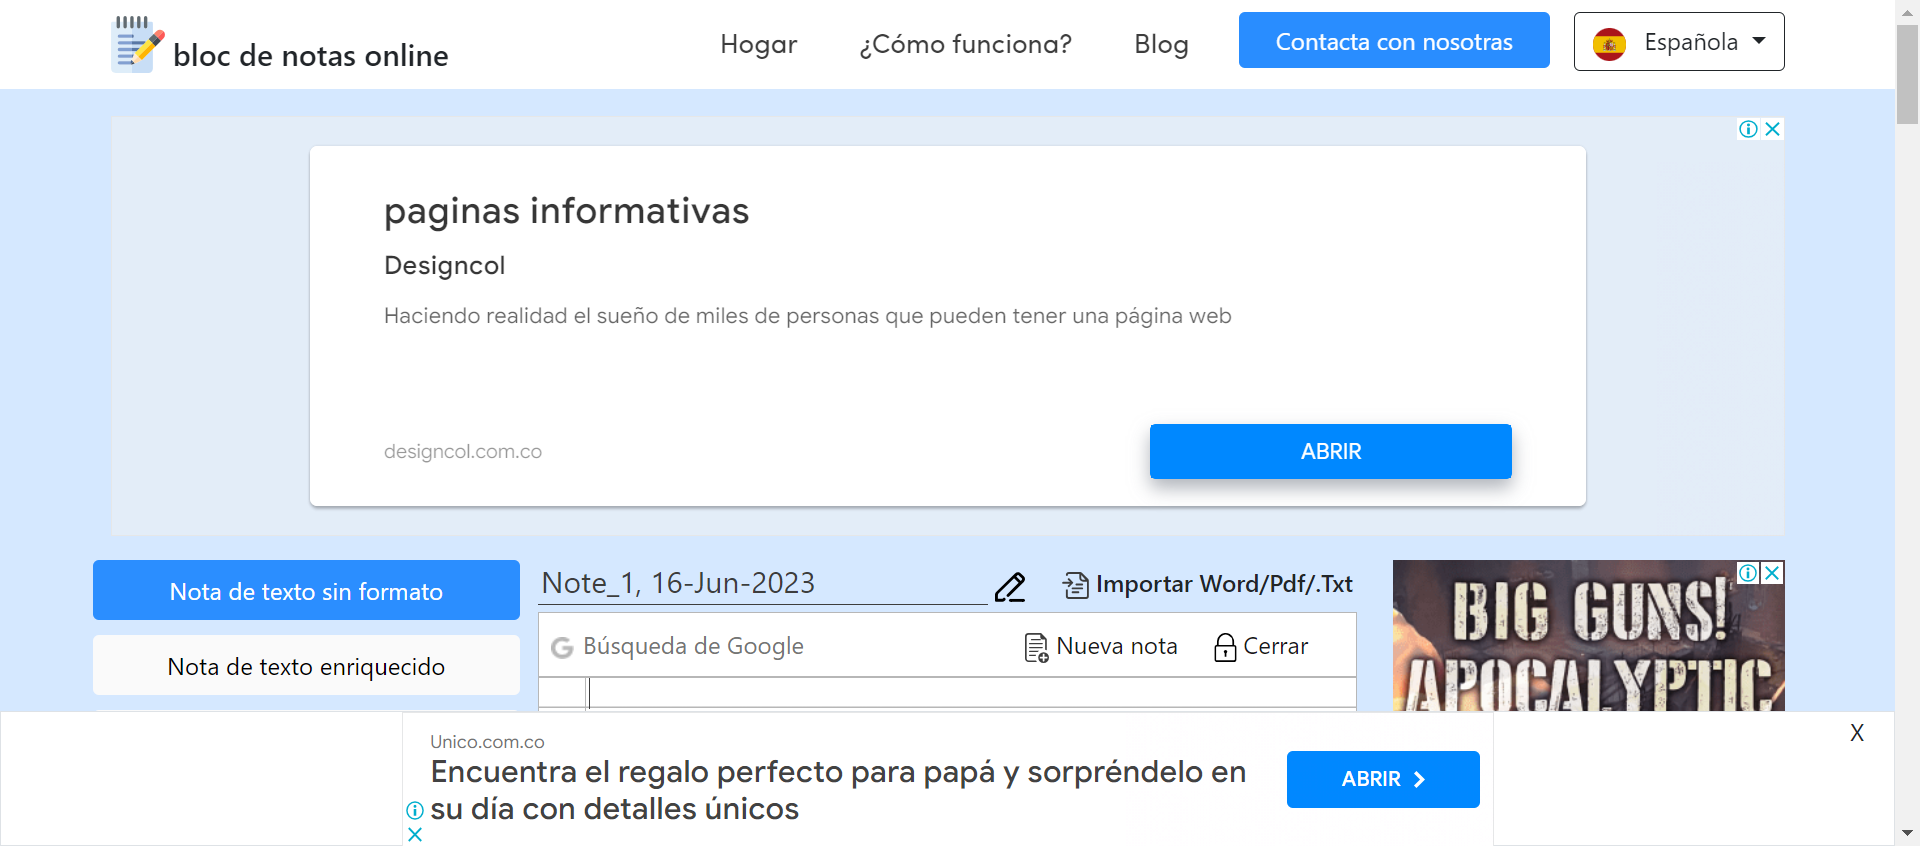 bloc de notas online
Hogar
¿Cómo funciona?
Blog
Contacta con nosotras
Española
paginas informativas
Designcol
Haciendo realidad el sueño de miles de personas que pueden tener una página web
designcol.com.co
ABRIR
Nota de texto sin formato
Nota de texto enriquecido
Note_1, 16-Jun-2023
Importar Word/Pdf/.Txt
Búsqueda de Google
Nueva nota
Cerrar
BIG GUNS!
APOCALYPTIC
Unico.com.co
Encuentra el regalo perfecto para papá y sorpréndelo en
su día con detalles únicos
ABRIR
X